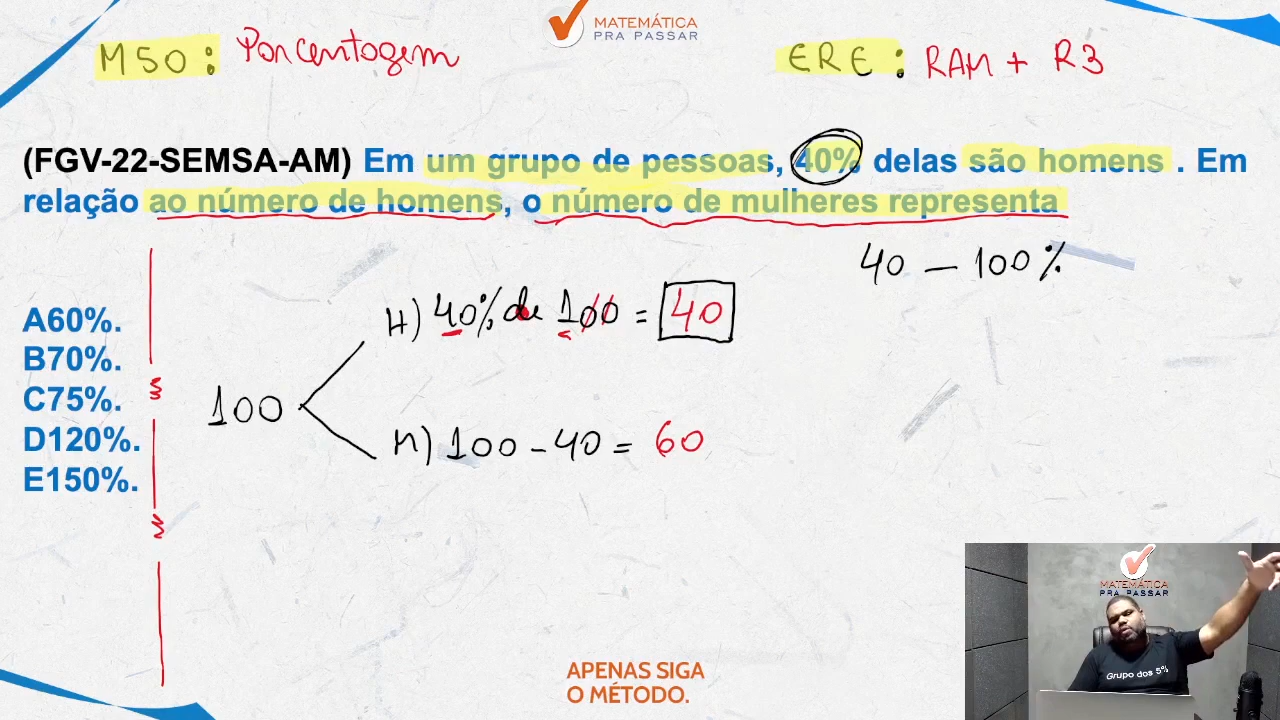 MATEMÁTICA
PRA PASSAR
M50: Porcentagem
ERE: RAM + R3
(FGV-22-SEMSA-AM) Em um grupo de pessoas, 40% delas são homens . Em
relação ao número de homens, o número de mulheres representa
40 — 100%
A60%.
B70%.
C75%.
D120%.
E150%.
H) 40% de 100 = 40
100
M) 100 - 40 = 60
MATEMÁTICA
PRA PASSAR
Grupo dos 5%
APENAS SIGA
O MÉTODO.